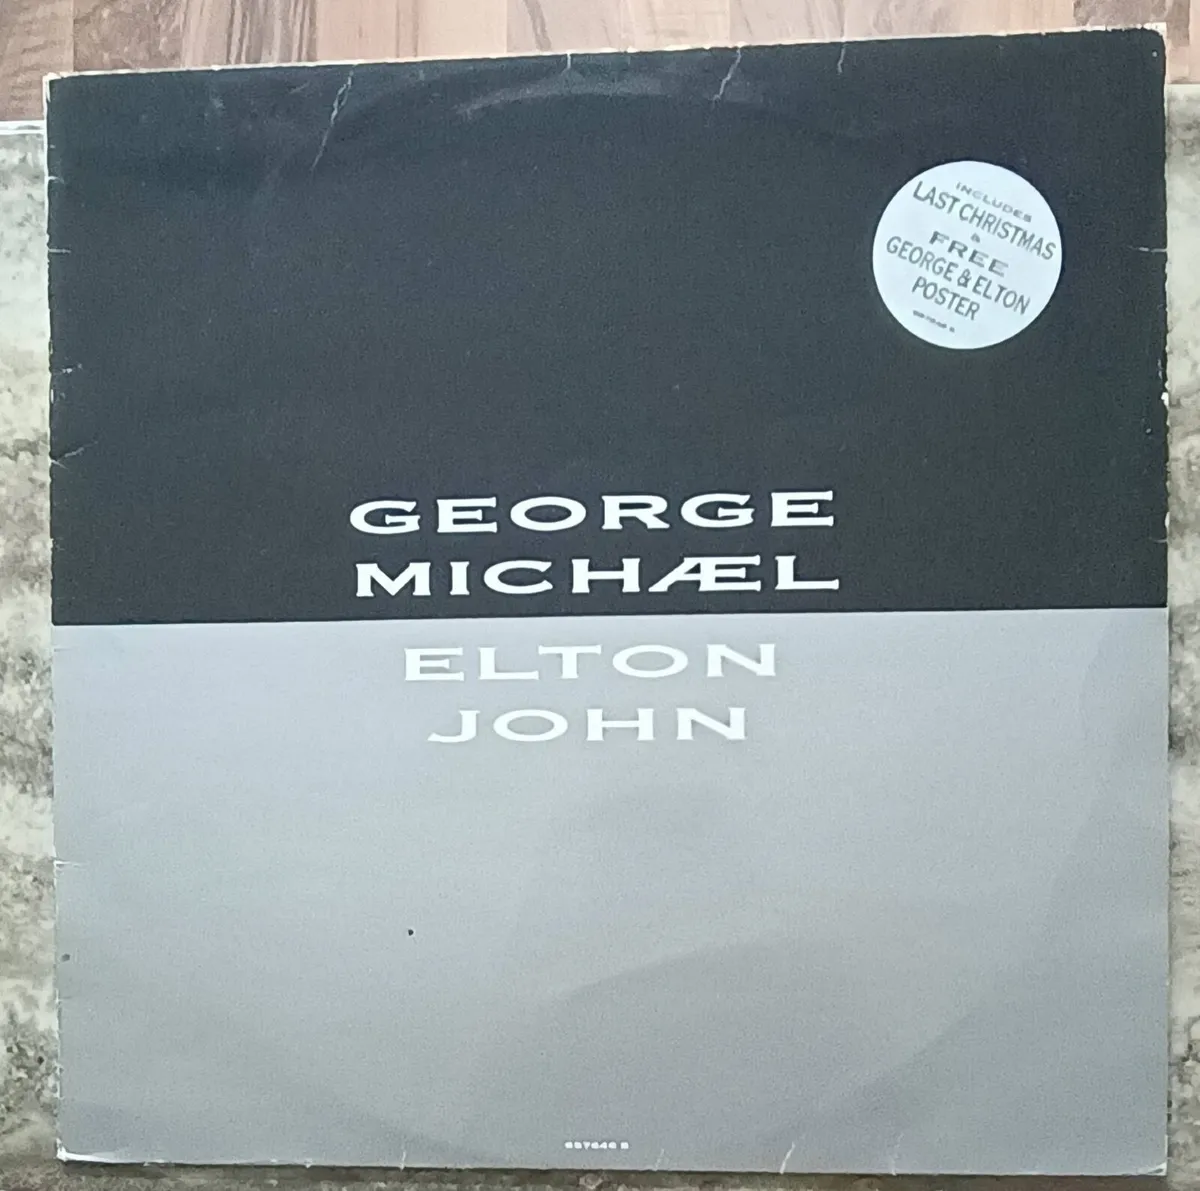 INCLUDES
LAST CHRISTMAS
&
FREE
GEORGE & ELTON
POSTER
GEORGE
MICHÆL
ELTON
JOHN
657646 8